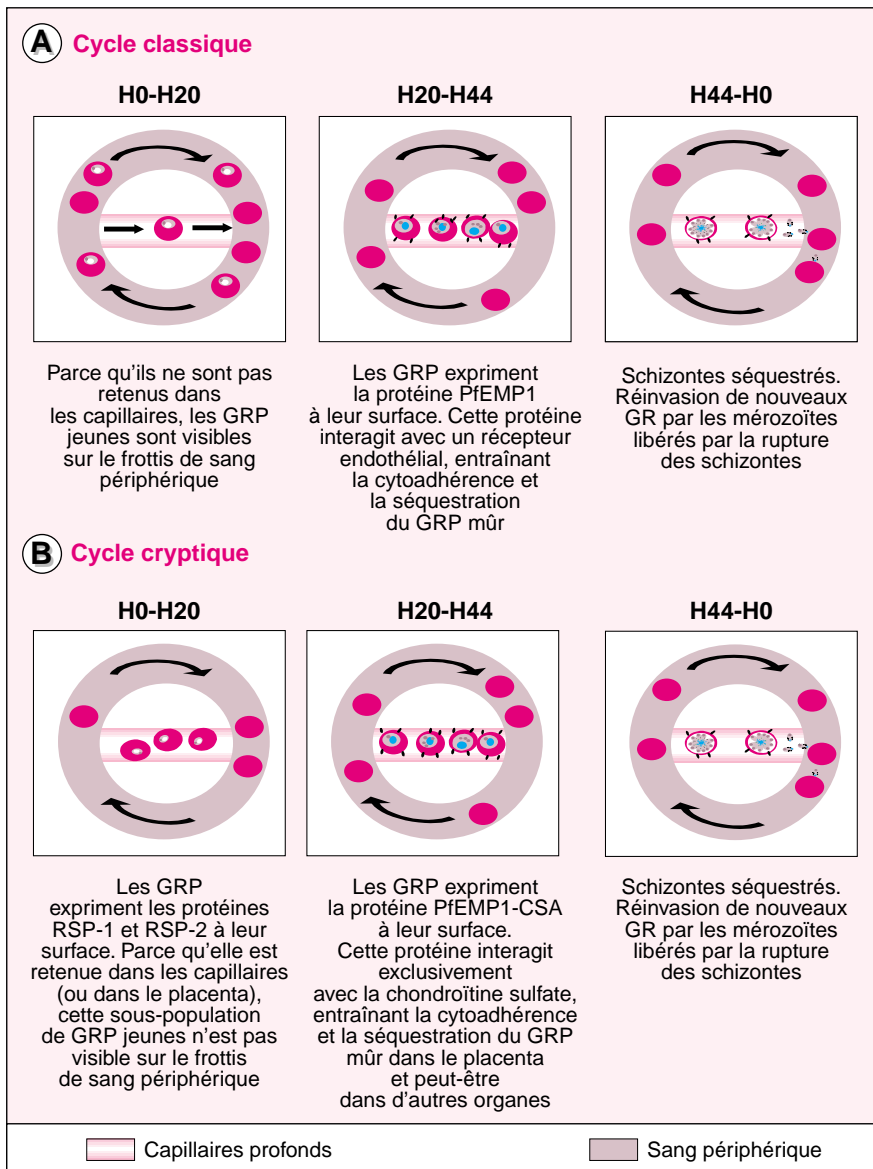 A Cycle classique
H0-H20
H20-H44
H44-H0
Parce qu'ils ne sont pas
retenus dans
les capillaires, les GRP
jeunes sont visibles
sur le frottis de sang
périphérique
Les GRP expriment
la protéine PfEMP1
à leur surface. Cette protéine
interagit avec un récepteur
endothélial, entraînant
la cytoadhérence et
la séquestration
du GRP mûr
Schizontes séquestrés.
Réinvasion de nouveaux
GR par les mérozoïtes
libérés par la rupture
des schizontes
B Cycle cryptique
H0-H20
H20-H44
H44-H0
Les GRP
expriment les protéines
RSP-1 et RSP-2 à leur
surface. Parce qu'elle est
retenue dans les capillaires
(ou dans le placenta),
cette sous-population
de GRP jeunes n'est pas
visible sur le frottis
de sang périphérique
Les GRP expriment
la protéine PfEMP1-CSA
à leur surface.
Cette protéine interagit
exclusivement
avec la chondroïtine sulfate,
entraînant la cytoadhérence
et la séquestration du GRP
mûr dans le placenta
et peut-être
dans d'autres organes
Schizontes séquestrés.
Réinvasion de nouveaux
GR par les mérozoïtes
libérés par la rupture
des schizontes
Capillaires profonds
Sang périphérique